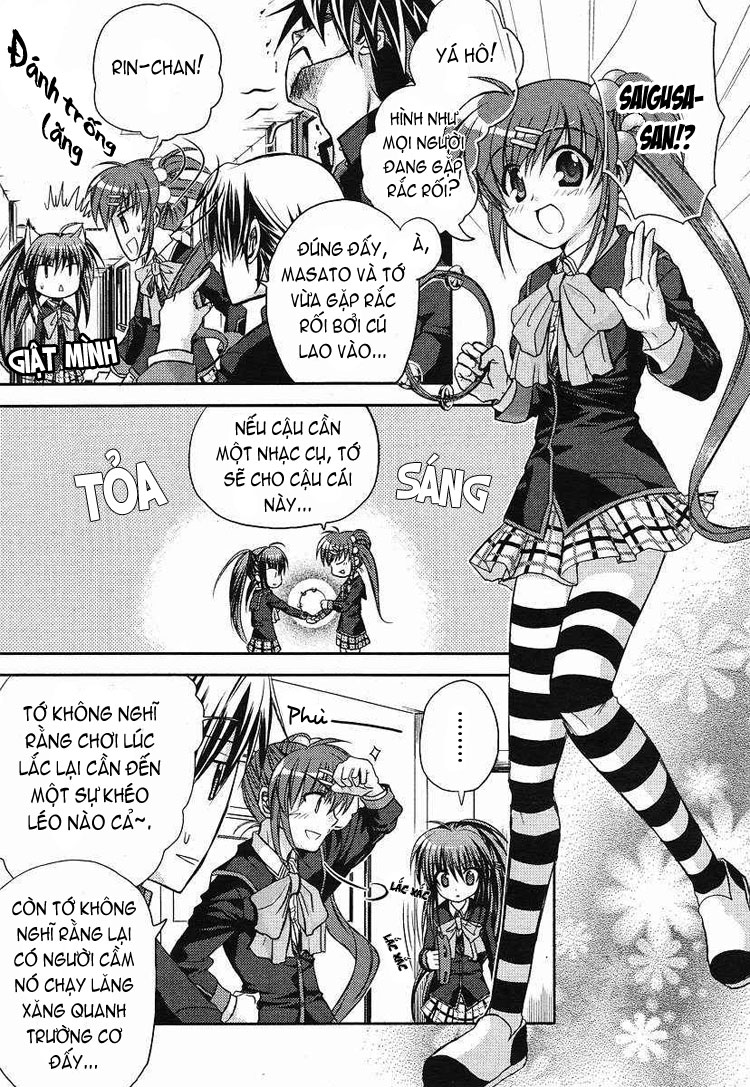 SAIGUSA-
SAN!?
YÁ HÔ!
HÌNH NHƯ
MỌI NGƯỜI
ĐANG GẶP
RẮC RỐI?
RIN-CHAN!
Đánh trống
lảng
À,
ĐÚNG ĐẤY,
MASATO VÀ TỚ
VỪA GẶP RẮC
RỐI BỞI CÚ
LAO VÀO...
GIẬT MÌNH
NẾU CẬU CẦN
MỘT NHẠC CỤ, TỚ
SẼ CHO CẬU CÁI
NÀY...
TỎA
SÁNG
Phù
......
LẮC XẮC
LẮC XẮC
TỚ KHÔNG NGHĨ
RẰNG CHƠI LÚC
LẮC LẠI CẦN ĐẾN
MỘT SỰ KHÉO
LÉO NÀO CẢ~.
CÒN TỚ KHÔNG
NGHĨ RẰNG LẠI
CÓ NGƯỜI CẦM
NÓ CHẠY LĂNG
XĂNG QUANH
TRƯỜNG CƠ
ĐẤY...